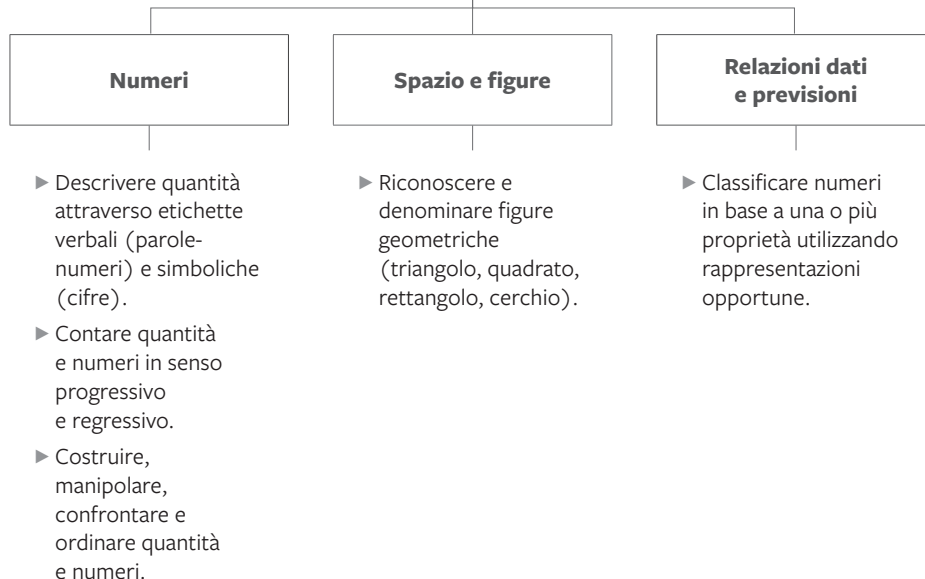 Numeri
Spazio e figure
Relazioni dati
e previsioni
▶ Descrivere quantità
attraverso etichette
verbali (parole-
numeri) e simboliche
(cifre).
▶ Contare quantità
e numeri in senso
progressivo
e regressivo.
▶ Costruire,
manipolare,
confrontare e
ordinare quantità
e numeri.
▶ Riconoscere e
denominare figure
geometriche
(triangolo, quadrato,
rettangolo, cerchio).
▶ Classificare numeri
in base a una o più
proprietà utilizzando
rappresentazioni
opportune.